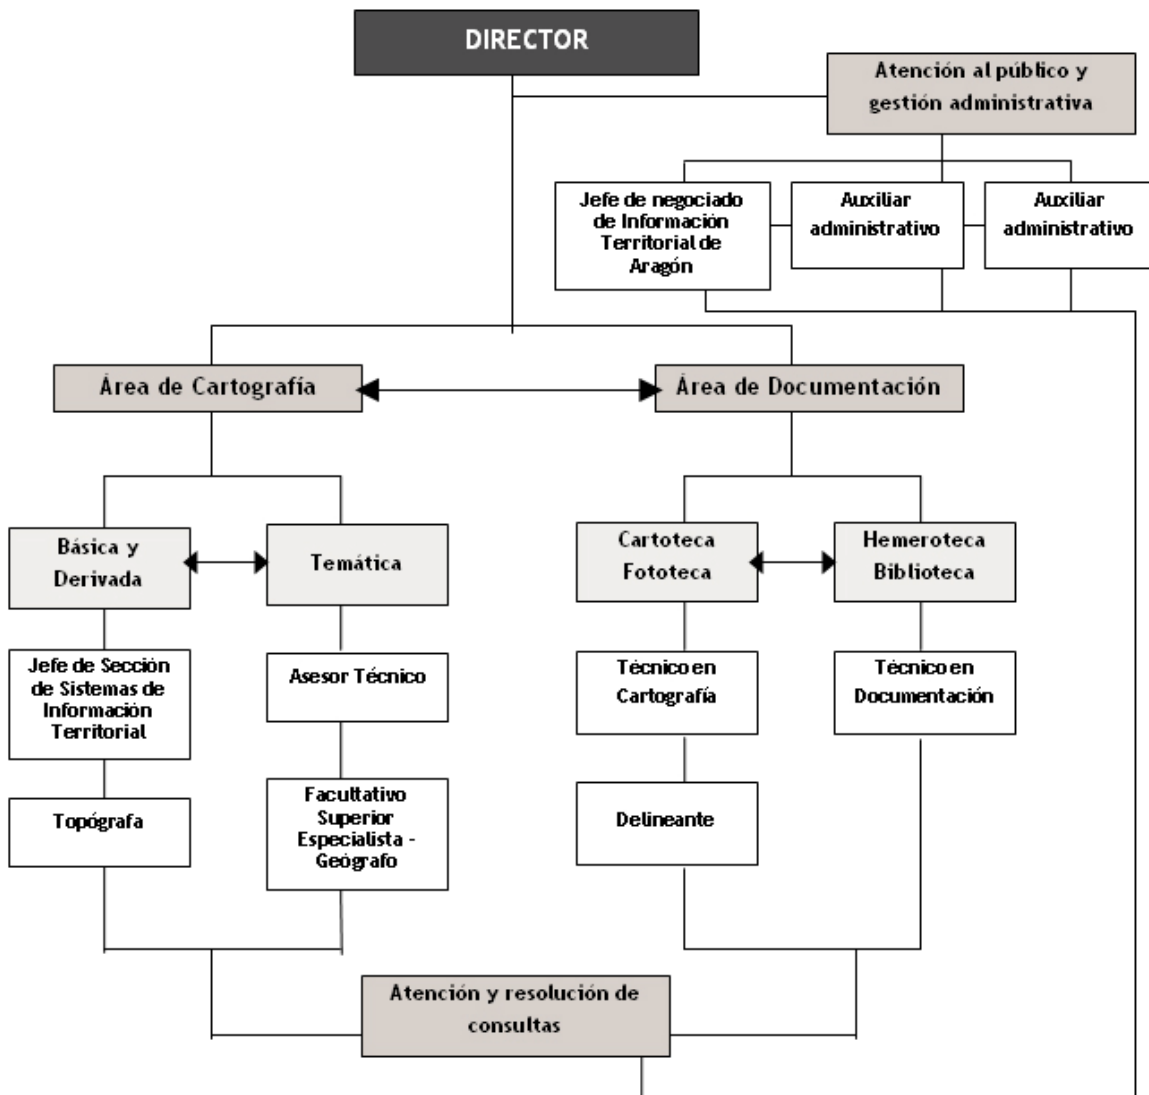 DIRECTOR
Atención al público y
gestión administrativa
Jefe de negociado
de Información
Territorial de
Aragón
Auxiliar
administrativo
Auxiliar
administrativo
Área de Cartografía
Área de Documentación
Básica y
Derivada
Temática
Cartoteca
Fototeca
Hemeroteca
Biblioteca
Jefe de Sección
de Sistemas de
Información
Territorial
Asesor Técnico
Técnico en
Cartografía
Técnico en
Documentación
Topógrafa
Facultativo
Superior
Especialista -
Geógrafo
Delineante
Atención y resolución de
consultas